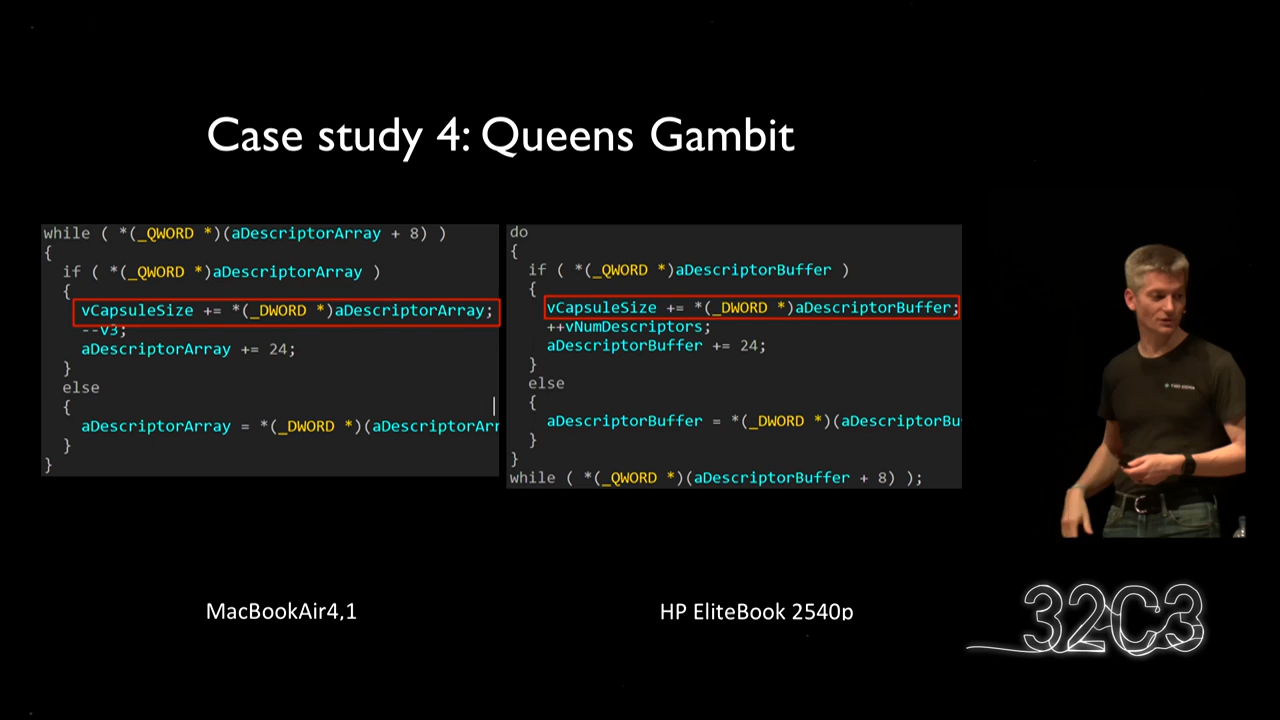 Case study 4: Queens Gambit
while ( *(_QWORD *)(aDescriptorArray + 8) )
{
if ( *(_QWORD *)aDescriptorArray )
{
vCapsuleSize += *(_DWORD *)aDescriptorArray;
--v3;
aDescriptorArray += 24;
}
else
{
aDescriptorArray = *(_DWORD *)(aDescriptorArr
}
}
do
{
if ( *(_QWORD *)aDescriptorBuffer )
{
vCapsuleSize += *(_DWORD *)aDescriptorBuffer;
++vNumDescriptors;
aDescriptorBuffer += 24;
}
else
{
aDescriptorBuffer = *(_DWORD *)(aDescriptorBu
}
}
while ( *(_QWORD *)(aDescriptorBuffer + 8) );
MacBookAir4,1
HP EliteBook 2540p
TWO SIGMA
32C3